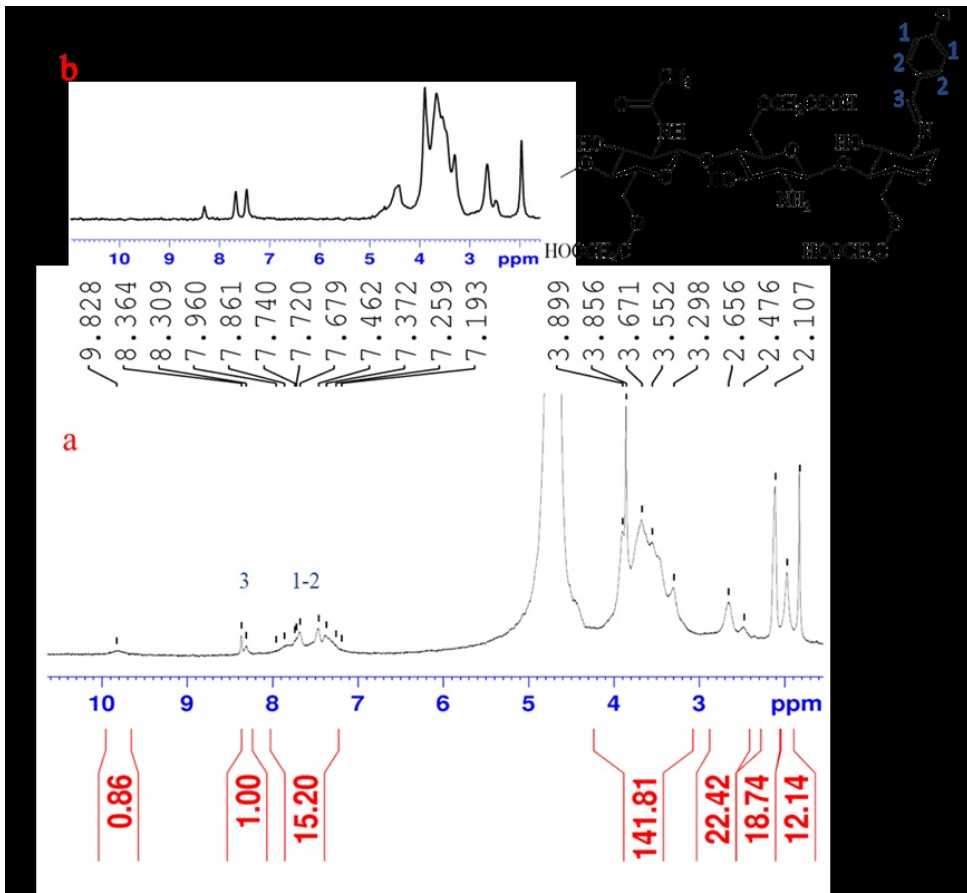 b
CH3
O
NH
HO
O
O
O
HOOCH2C
OCH2COOH
O
HO
NH2
O
HO
N
O
O
HOOCH2C
1
1
2
2
3
10 9 8 7 6 5 4 3 ppm
9.828
8.364
8.309
7.960
7.861
7.740
7.720
7.679
7.462
7.372
7.259
7.193
3.899
3.856
3.671
3.552
3.298
2.656
2.476
2.107
a
3
1-2
10 9 8 7 6 5 4 3 ppm
0.86
1.00
15.20
141.81
22.42
18.74
12.14